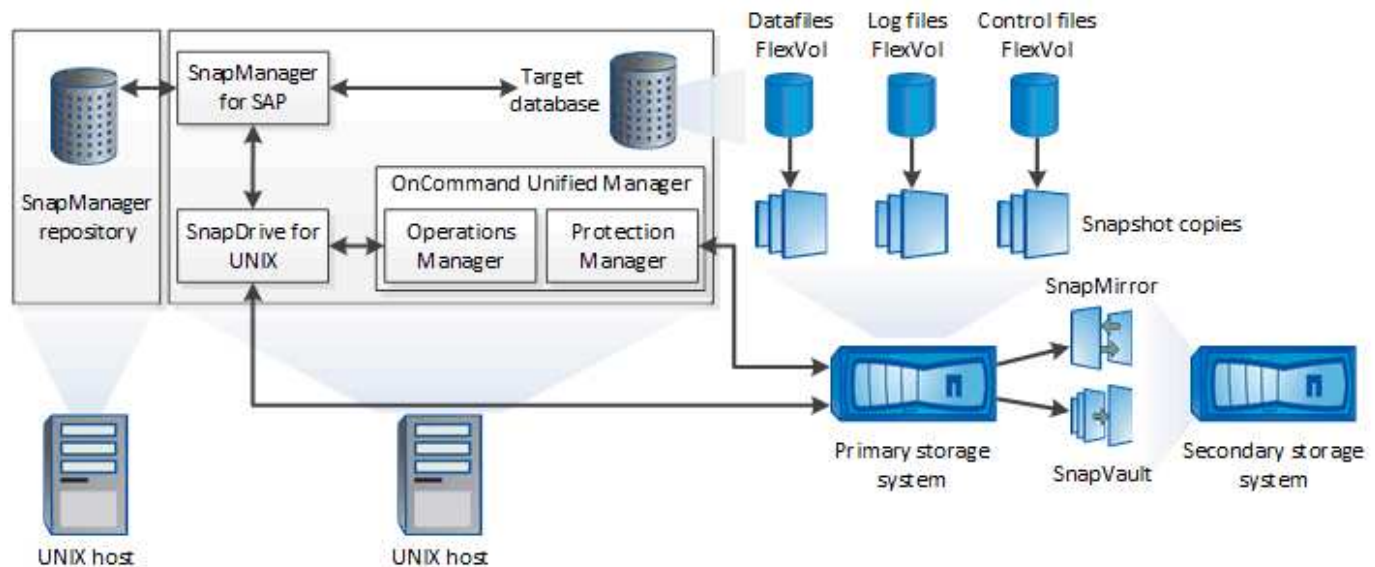 Datafiles
FlexVol
Log files
FlexVol
Control files
FlexVol
SnapManager
for SAP
Target
database
SnapManager
repository
OnCommand Unified Manager
SnapDrive for
UNIX
Operations
Manager
Protection
Manager
Snapshot copies
SnapMirror
Primary storage
system
SnapVault
Secondary storage
system
UNIX host
UNIX host